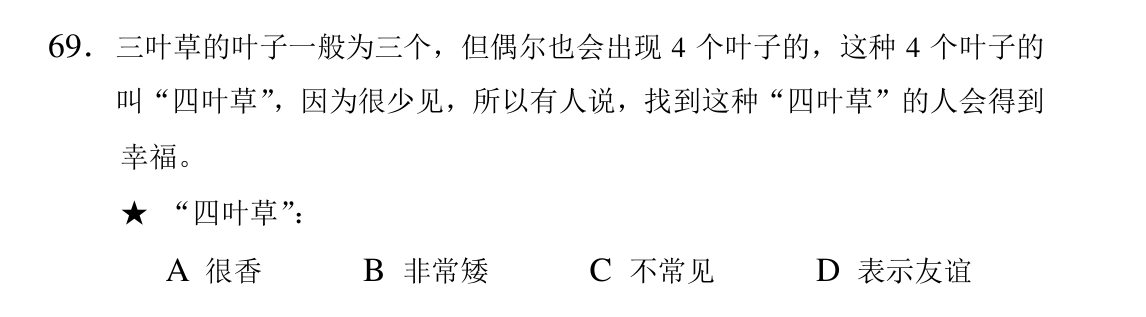 69．三叶草的叶子一般为三个，但偶尔也会出现 4 个叶子的，这种 4 个叶子的
叫“四叶草”，因为很少见，所以有人说，找到这种“四叶草”的人会得到
幸福。
★ “四叶草”：
A 很香 B 非常矮 C 不常见 D 表示友谊